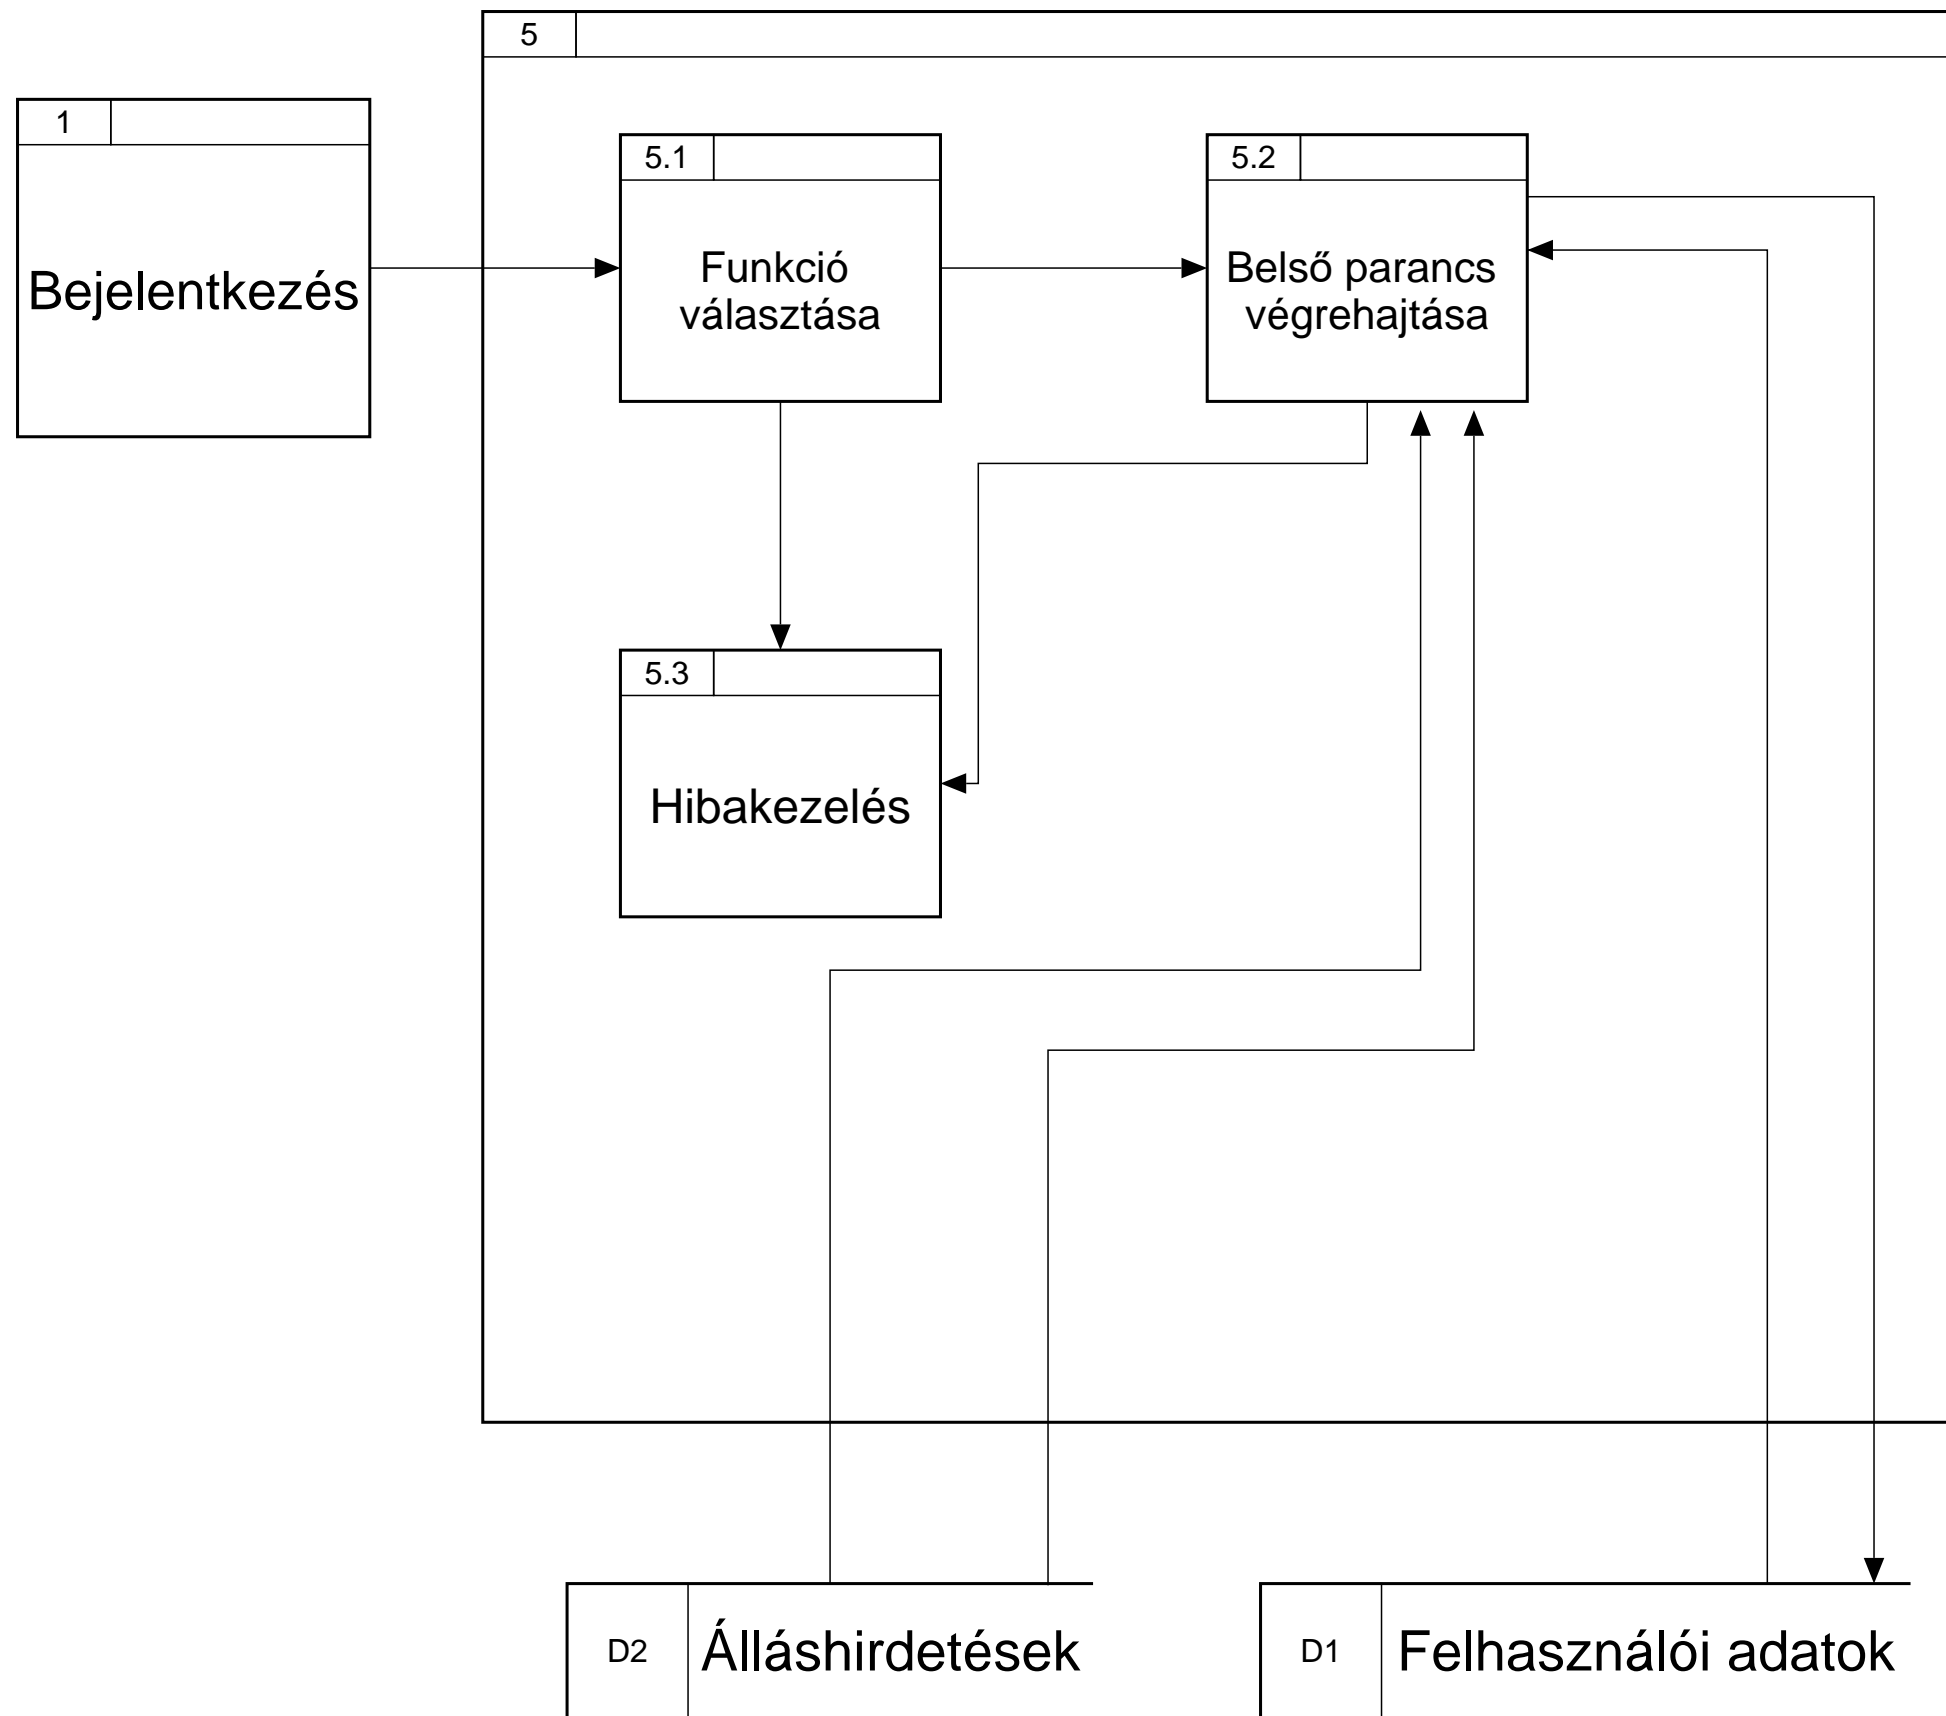 5
1
Bejelentkezés
5.1
Funkció
választása
5.2
Belső parancs
végrehajtása
5.3
Hibakezelés
D2
Álláshirdetések
D1
Felhasználói adatok